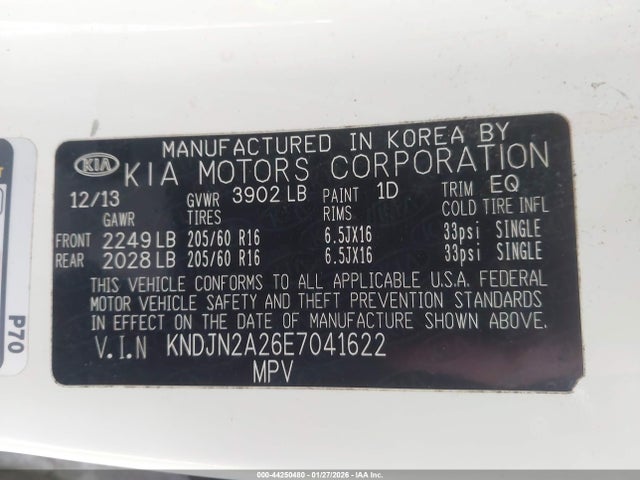 MANUFACTURED IN KOREA BY
KIA KIA MOTORS CORPORATION
12/13 GVWR 3902 LB PAINT 1D TRIM EQ
GAWR TIRES RIMS COLD TIRE INFL
FRONT 2249 LB 205/60 R16 6.5JX16 33psi SINGLE
REAR 2028 LB 205/60 R16 6.5JX16 33psi SINGLE
THIS VEHICLE CONFORMS TO ALL APPLICABLE U.S.A. FEDERAL
MOTOR VEHICLE SAFETY AND THEFT PREVENTION STANDARDS
IN EFFECT ON THE DATE OF MANUFACTURE SHOWN ABOVE.
V.I.N KNDJN2A26E7041622
MPV
P70
000-44250480 - 01/27/2026 - IAA Inc.